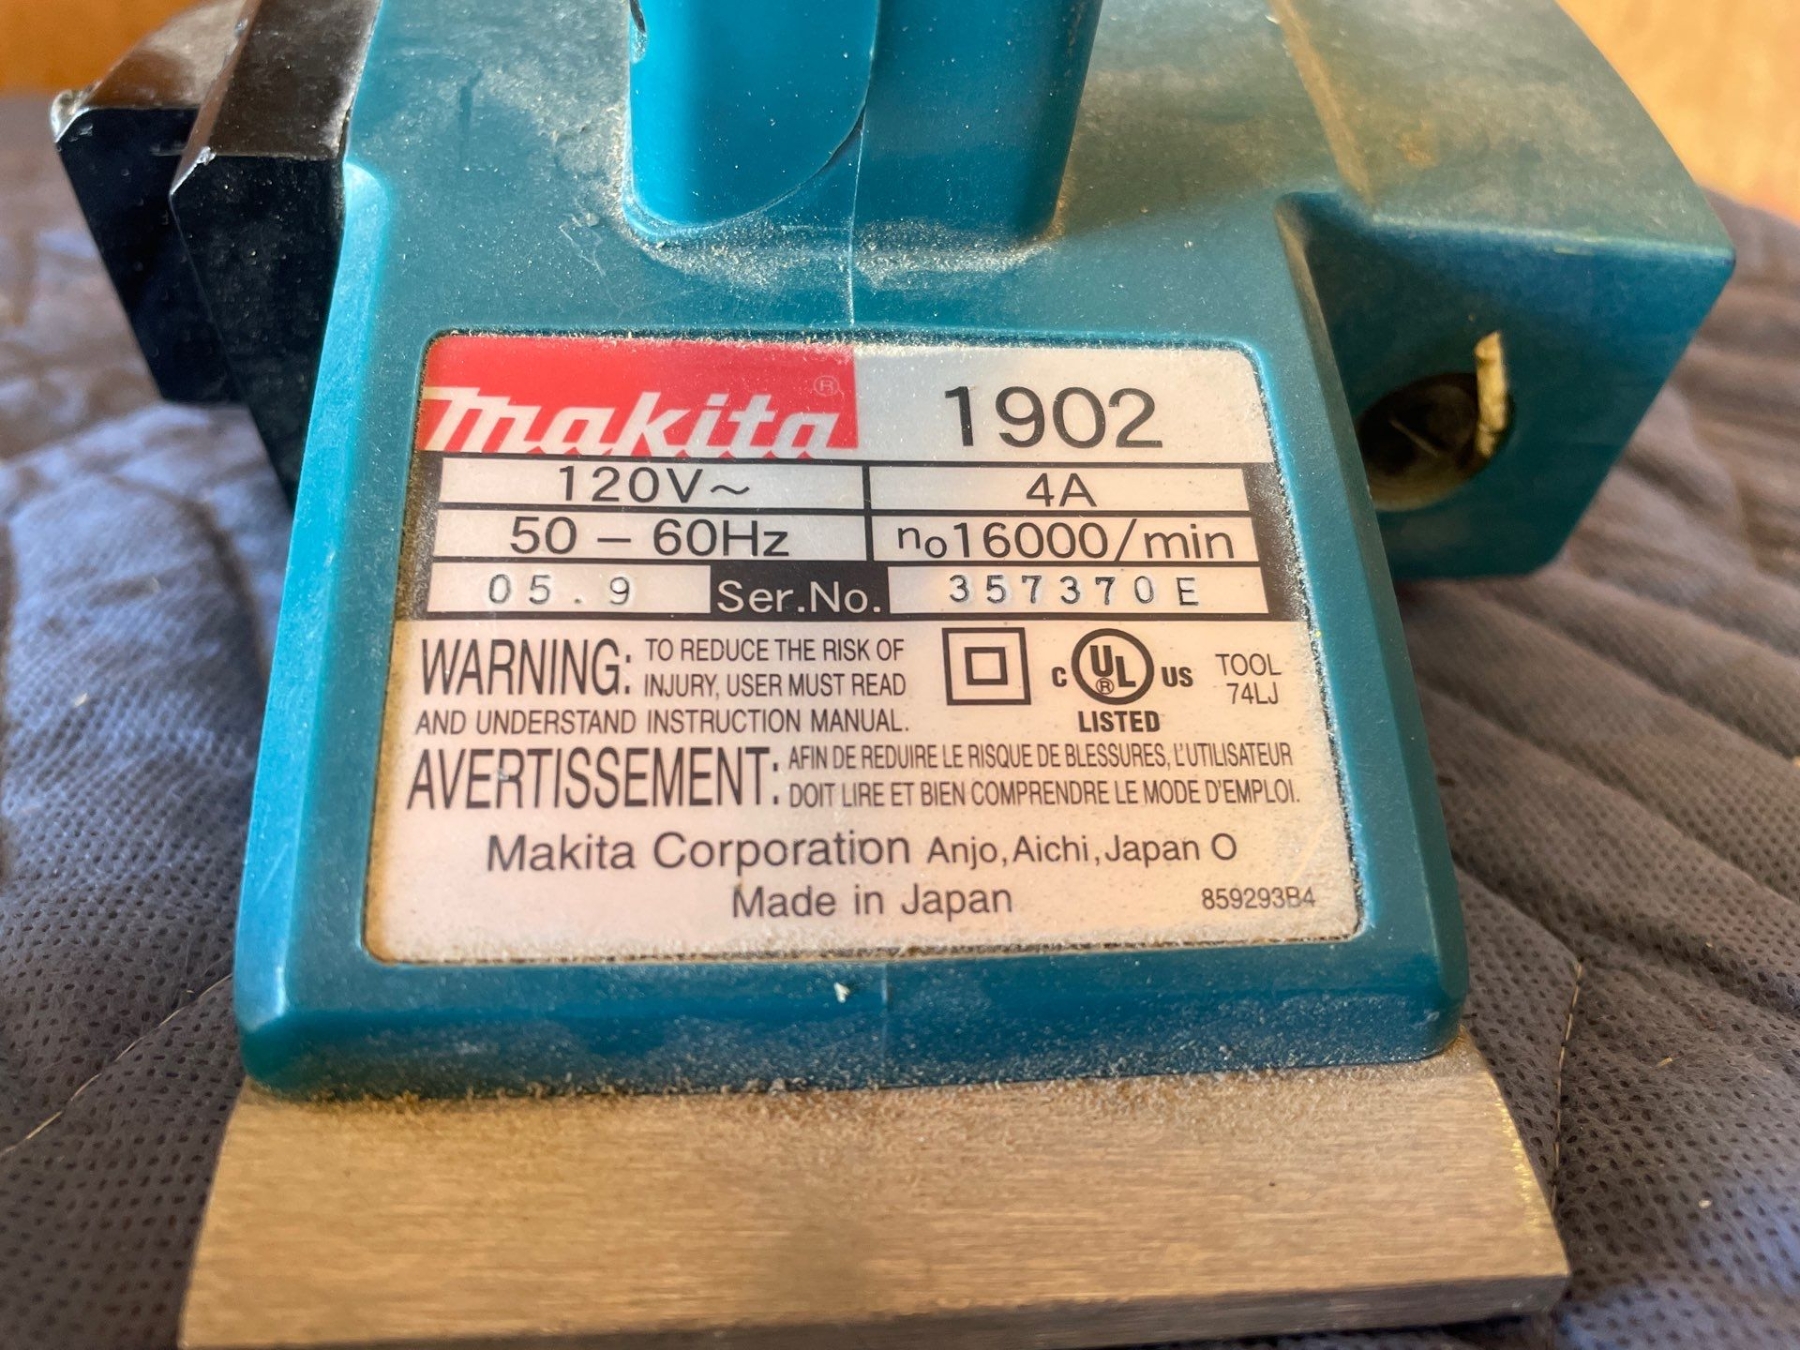 makita® 1902
120V～ 4A
50－60Hz no16000/min
05.9 Ser.No. 357370E
WARNING: TO REDUCE THE RISK OF
INJURY, USER MUST READ
AND UNDERSTAND INSTRUCTION MANUAL.
C UL® US
LISTED
TOOL
74LJ
AVERTISSEMENT: AFIN DE REDUIRE LE RISQUE DE BLESSURES, L'UTILISATEUR
DOIT LIRE ET BIEN COMPRENDRE LE MODE D'EMPLOI.
Makita Corporation Anjo, Aichi, Japan O
Made in Japan 859293B4